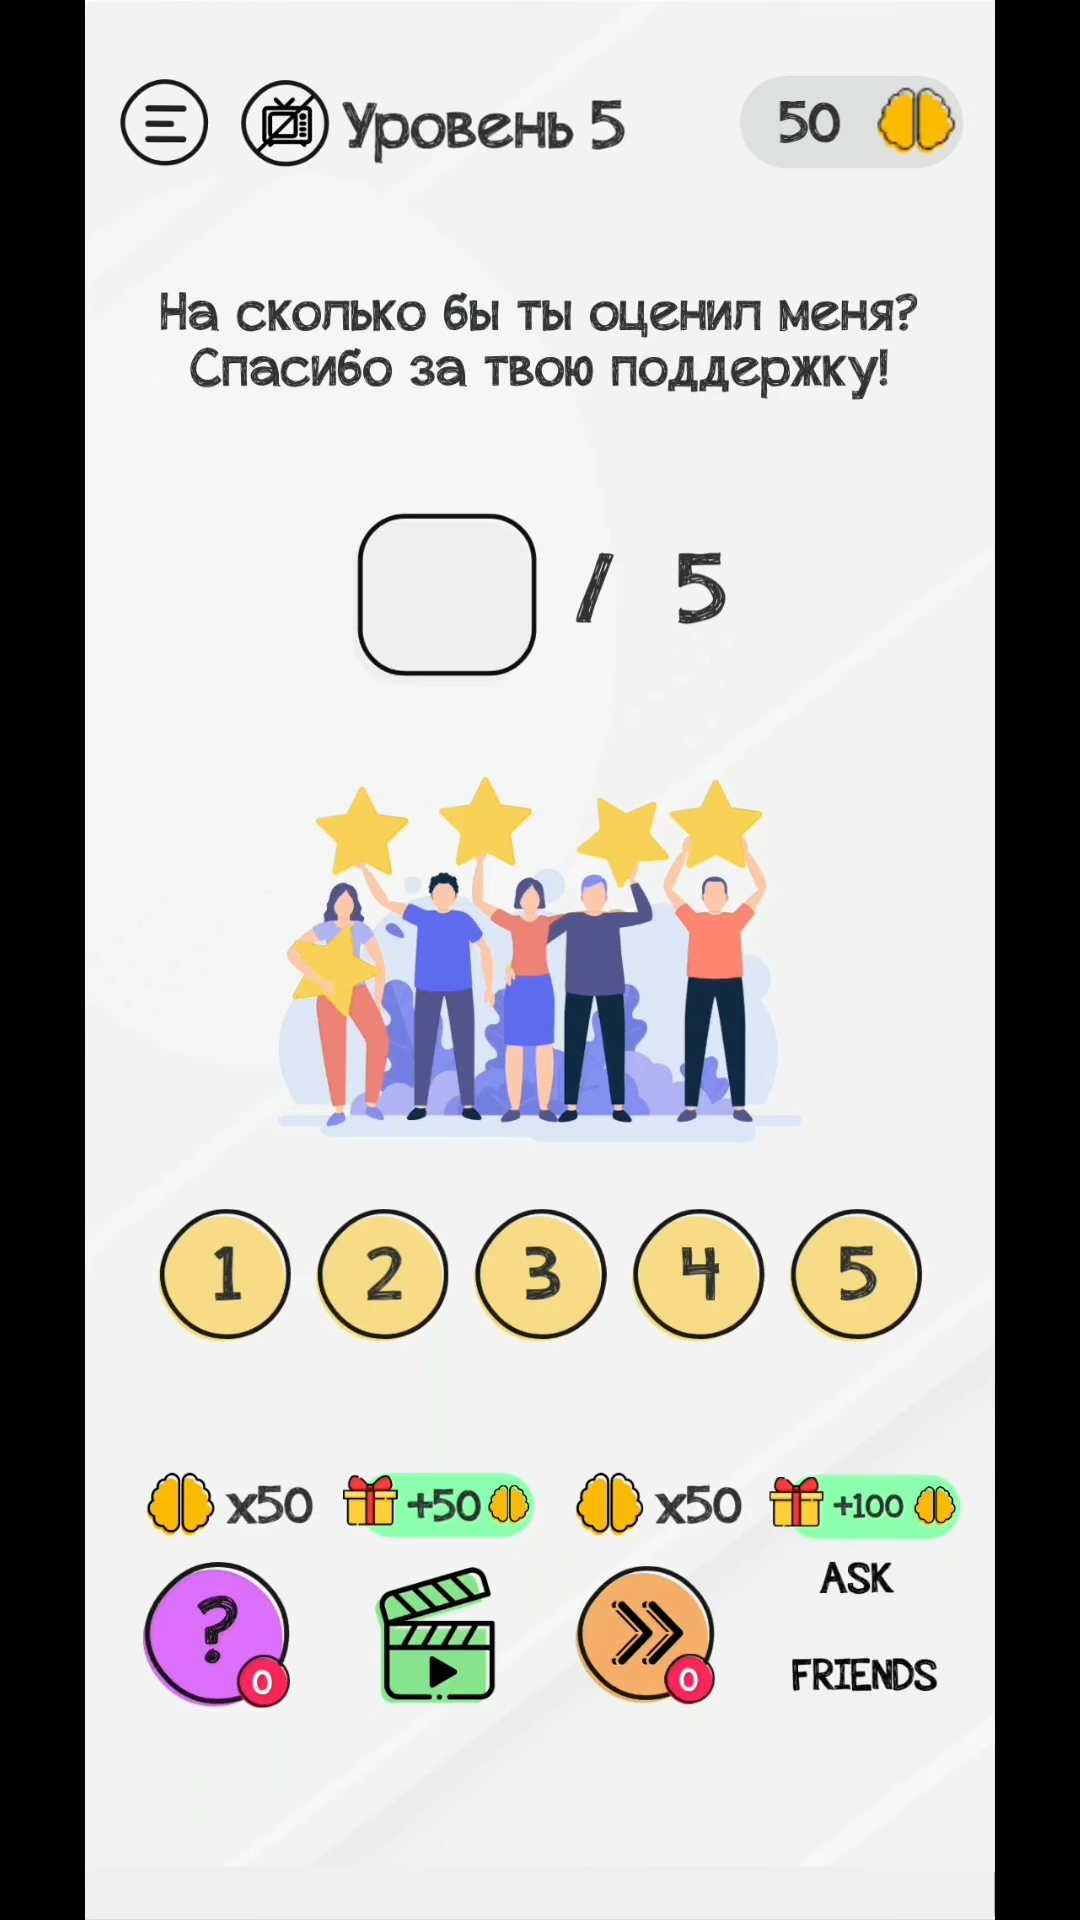 Уровень 5
50
На сколько бы ты оценил меня?
Спасибо за твою поддержку!
/ 5
1 2 3 4 5
x50 +50 x50 +100
? 0 0
ASK
FRIENDS